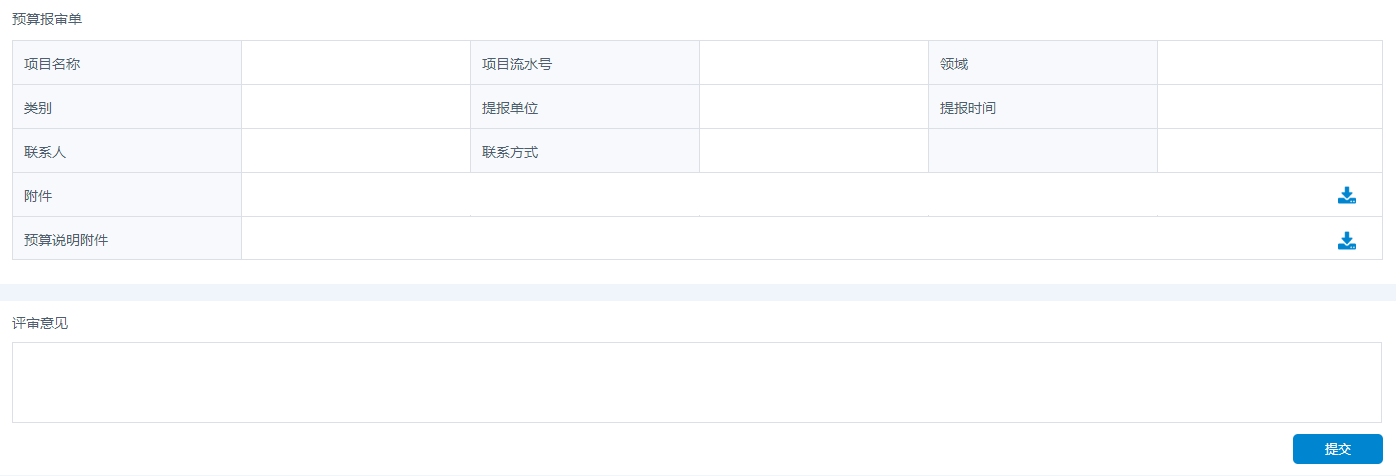 预算报审单
项目名称 项目流水号 领域
类别 提报单位 提报时间
联系人 联系方式
附件
预算说明附件
评审意见
提交